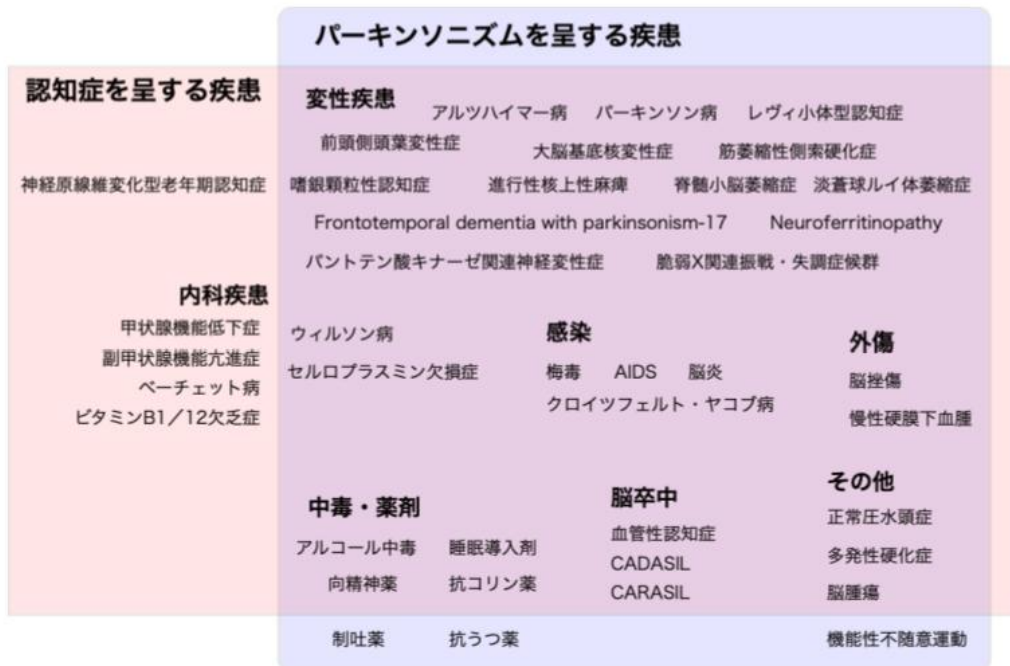 パーキンソニズムを呈する疾患
認知症を呈する疾患
変性疾患
アルツハイマー病 パーキンソン病 レヴィ小体型認知症
前頭側頭葉変性症 大脳基底核変性症 筋萎縮性側索硬化症
神経原線維変化型老年期認知症 嗜銀顆粒性認知症 進行性核上性麻痺 脊髄小脳萎縮症 淡蒼球ルイ体萎縮症
Frontotemporal dementia with parkinsonism-17 Neuroferritinopathy
パントテン酸キナーゼ関連神経変性症 脆弱X関連振戦・失調症候群
内科疾患
甲状腺機能低下症
副甲状腺機能亢進症
ベーチェット病
ビタミンB1／12欠乏症
ウィルソン病
セルロプラスミン欠損症
感染
梅毒 AIDS 脳炎
クロイツフェルト・ヤコブ病
外傷
脳挫傷
慢性硬膜下血腫
中毒・薬剤
アルコール中毒 睡眠導入剤
向精神薬 抗コリン薬
制吐薬 抗うつ薬
脳卒中
血管性認知症
CADASIL
CARASIL
その他
正常圧水頭症
多発性硬化症
脳腫瘍
機能性不随意運動